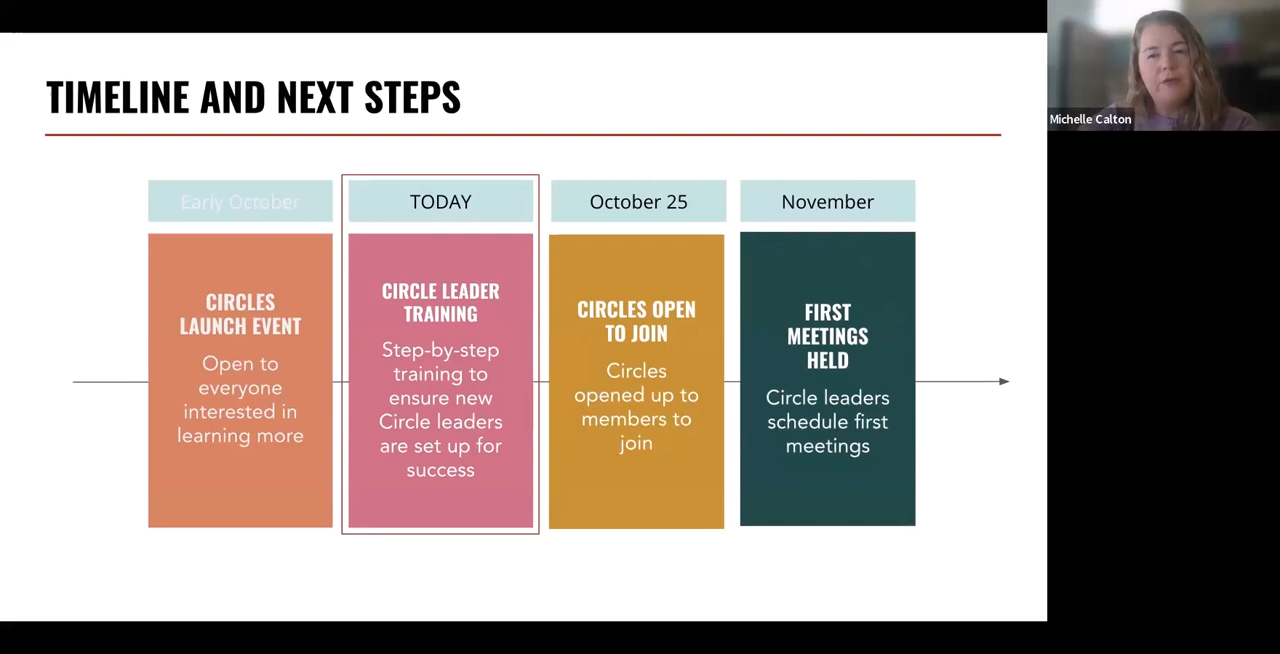 TIMELINE AND NEXT STEPS
Michelle Calton
Early October
TODAY
October 25
November
CIRCLES
LAUNCH EVENT
Open to
everyone
interested in
learning more
CIRCLE LEADER
TRAINING
Step-by-step
training to
ensure new
Circle leaders
are set up for
success
CIRCLES OPEN
TO JOIN
Circles
opened up to
members to
join
FIRST
MEETINGS
HELD
Circle leaders
schedule first
meetings